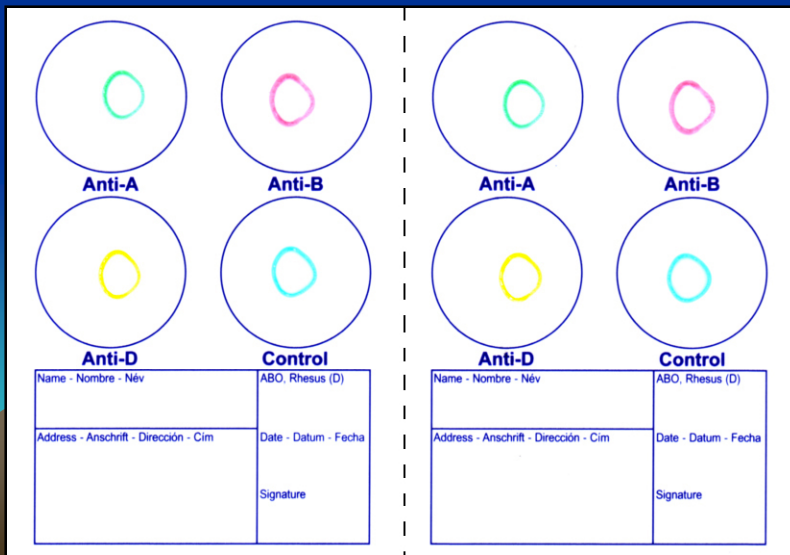 Anti-A Anti-B
Anti-D Control
Name - Nombre - Név
ABO, Rhesus (D)
Address - Anschrift - Dirección - Cím
Date - Datum - Fecha
Signature
Anti-A Anti-B
Anti-D Control
Name - Nombre - Név
ABO, Rhesus (D)
Address - Anschrift - Dirección - Cím
Date - Datum - Fecha
Signature